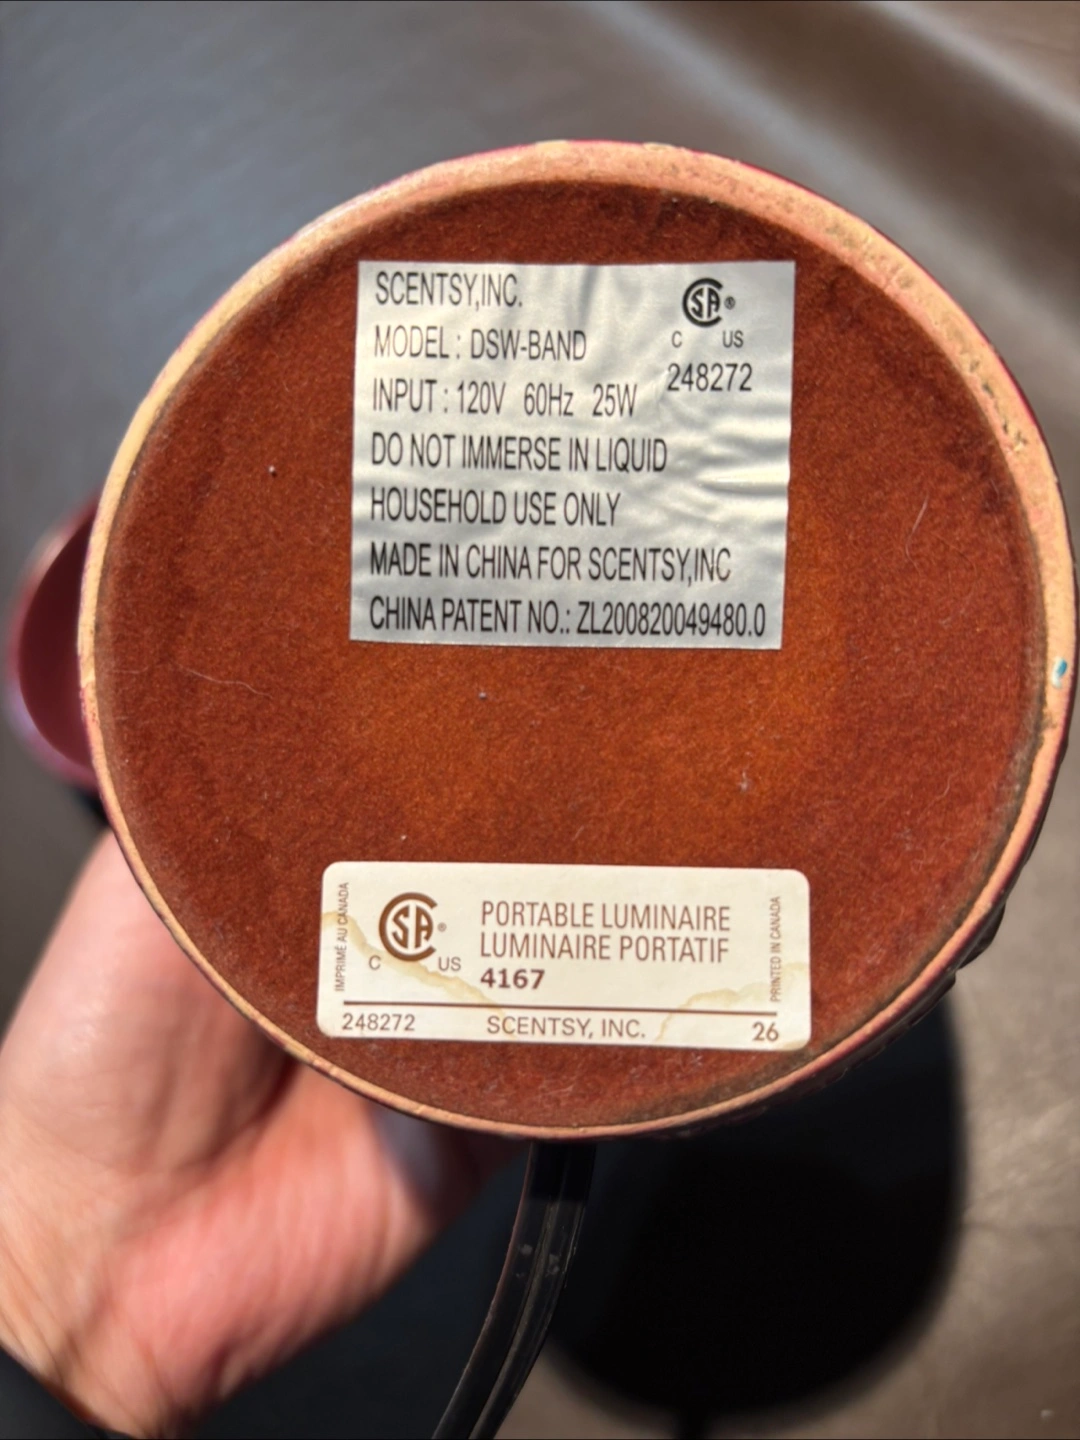 SCENTSY,INC.
MODEL : DSW-BAND
INPUT : 120V 60Hz 25W
SA ®
C US
248272
DO NOT IMMERSE IN LIQUID
HOUSEHOLD USE ONLY
MADE IN CHINA FOR SCENTSY,INC
CHINA PATENT NO.: ZL200820049480.0
IMPRIMÉ AU CANADA
SA ®
C US
PORTABLE LUMINAIRE
LUMINAIRE PORTATIF
4167
PRINTED IN CANADA
248272 SCENTSY, INC. 26